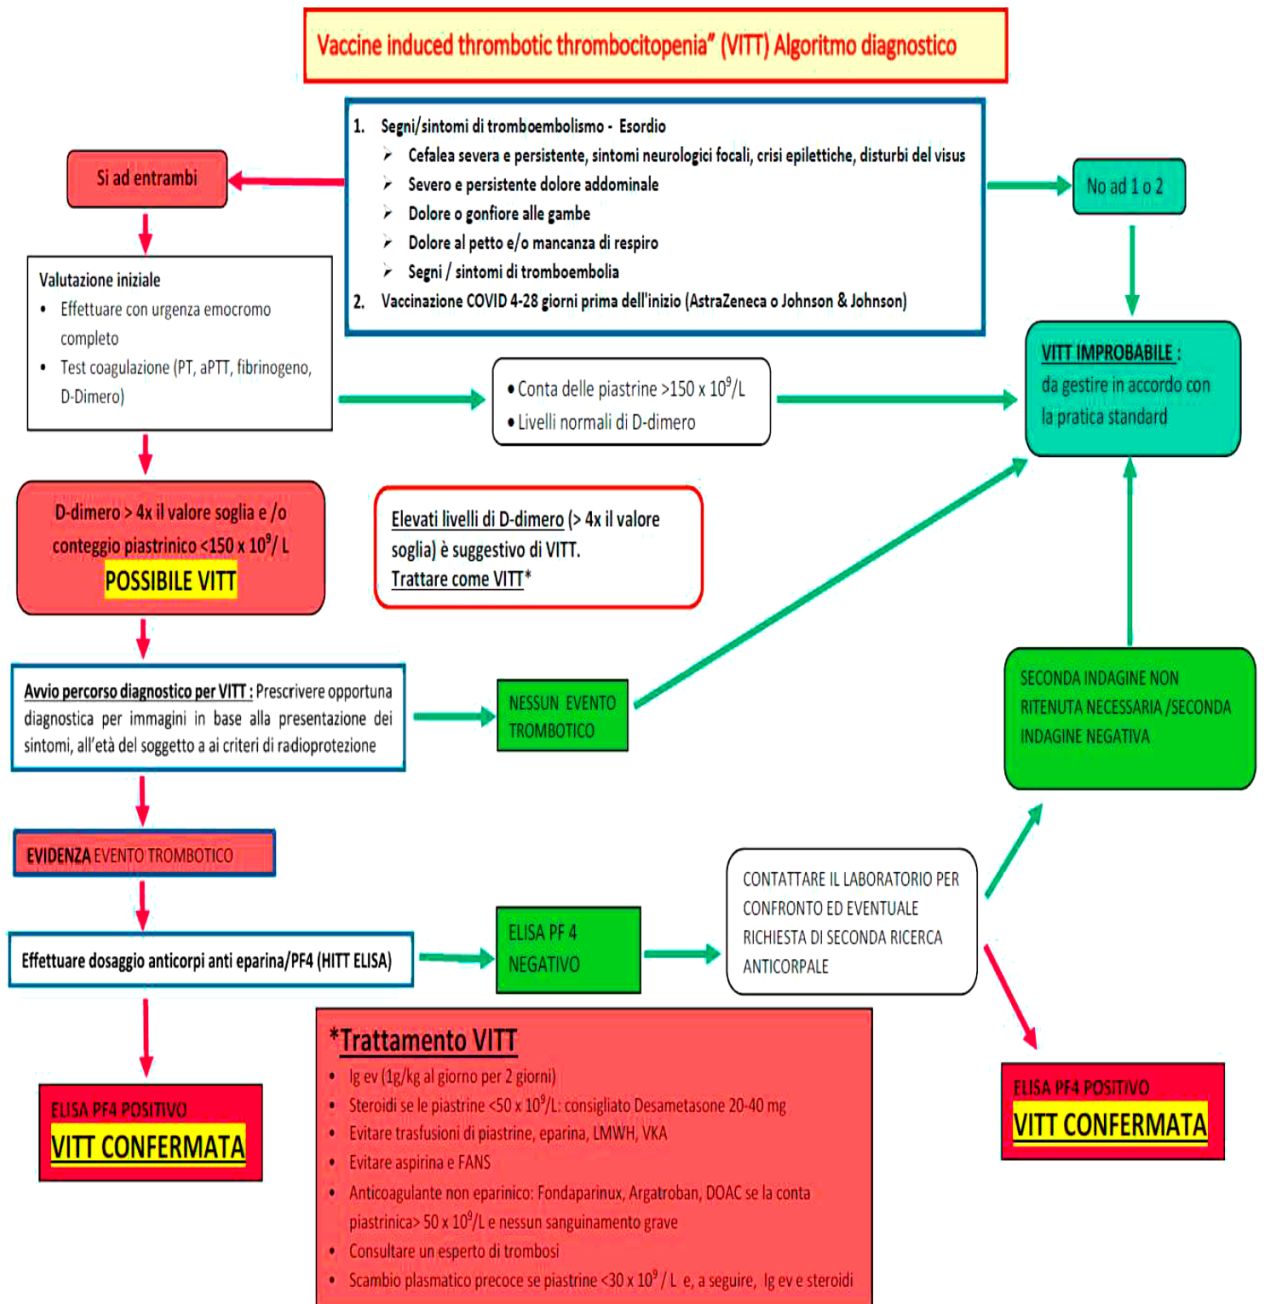 Vaccine induced thrombotic thrombocitopenia” (VITT) Algoritmo diagnostico
1. Segni/sintomi di tromboembolismo - Esordio
➢ Cefalea severa e persistente, sintomi neurologici focali, crisi epilettiche, disturbi del visus
➢ Severo e persistente dolore addominale
➢ Dolore o gonfiore alle gambe
➢ Dolore al petto e/o mancanza di respiro
➢ Segni / sintomi di tromboembolia
2. Vaccinazione COVID 4-28 giorni prima dell'inizio (AstraZeneca o Johnson & Johnson)
Si ad entrambi
No ad 1 o 2
Valutazione iniziale
• Effettuare con urgenza emocromo
completo
• Test coagulazione (PT, aPTT, fibrinogeno,
D-Dimero)
• Conta delle piastrine >150 x 10⁹/L
• Livelli normali di D-dimero
VITT IMPROBABILE :
da gestire in accordo con
la pratica standard
D-dimero > 4x il valore soglia e /o
conteggio piastrinico <150 x 10⁹/ L
POSSIBILE VITT
Elevati livelli di D-dimero (> 4x il valore
soglia) è suggestivo di VITT.
Trattare come VITT*
Avvio percorso diagnostico per VITT : Prescrivere opportuna
diagnostica per immagini in base alla presentazione dei
sintomi, all'età del soggetto a ai criteri di radioprotezione
NESSUN EVENTO
TROMBOTICO
SECONDA INDAGINE NON
RITENUTA NECESSARIA /SECONDA
INDAGINE NEGATIVA
EVIDENZA EVENTO TROMBOTICO
Effettuare dosaggio anticorpi anti eparina/PF4 (HITT ELISA)
ELISA PF 4
NEGATIVO
CONTATTARE IL LABORATORIO PER
CONFRONTO ED EVENTUALE
RICHIESTA DI SECONDA RICERCA
ANTICORPALE
ELISA PF4 POSITIVO
VITT CONFERMATA
*Trattamento VITT
• Ig ev (1g/kg al giorno per 2 giorni)
• Steroidi se le piastrine <50 x 10⁹/L: consigliato Desametasone 20-40 mg
• Evitare trasfusioni di piastrine, eparina, LMWH, VKA
• Evitare aspirina e FANS
• Anticoagulante non eparinico: Fondaparinux, Argatroban, DOAC se la conta
piastrinica> 50 x 10⁹/L e nessun sanguinamento grave
• Consultare un esperto di trombosi
• Scambio plasmatico precoce se piastrine <30 x 10⁹ / L e, a seguire, Ig ev e steroidi
ELISA PF4 POSITIVO
VITT CONFERMATA